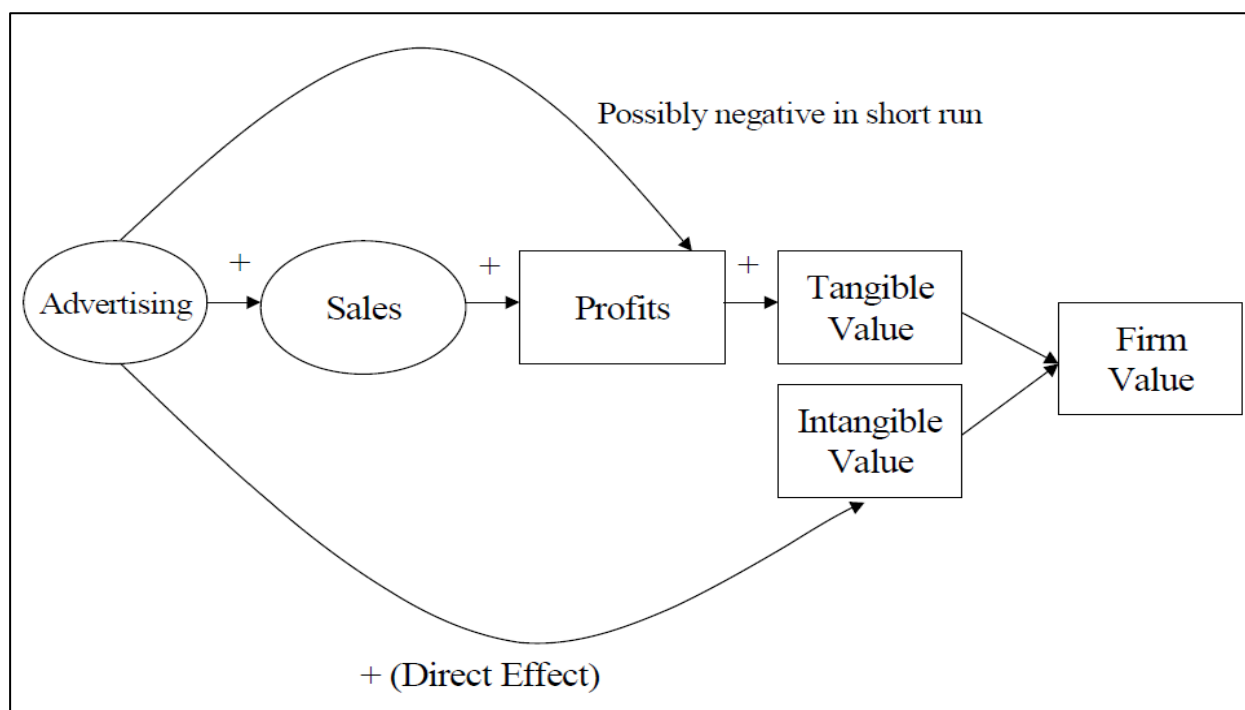 Possibly negative in short run
+
+
+
Advertising
Sales
Profits
Tangible
Value
Firm
Value
Intangible
Value
+ (Direct Effect)